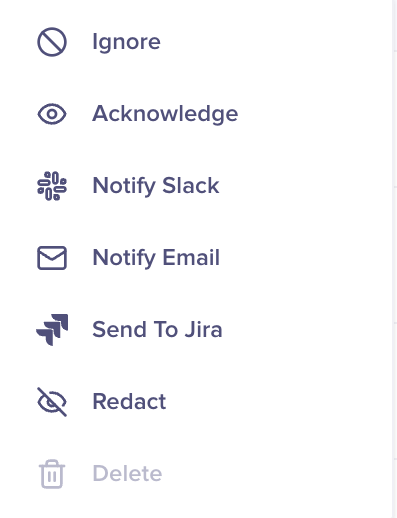 Ignore
Acknowledge
Notify Slack
Notify Email
Send To Jira
Redact
Delete